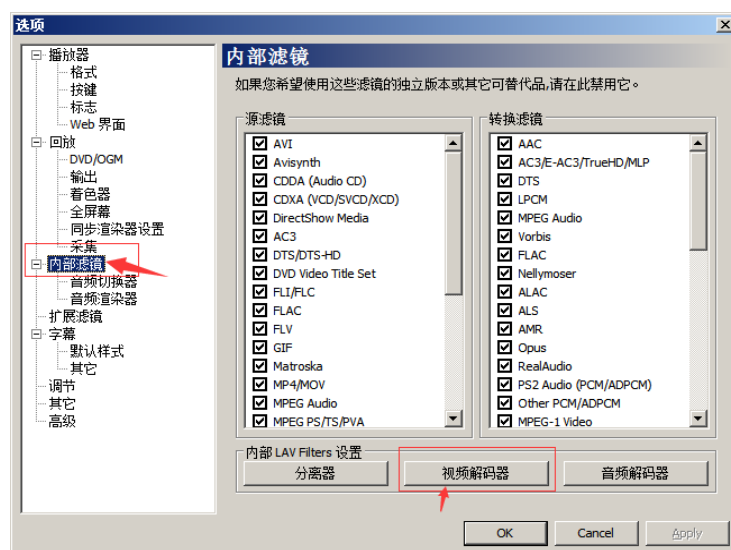 选项
播放器
格式
按键
标志
Web 界面
回放
DVD/OGM
输出
着色器
全屏幕
同步渲染器设置
采集
内部滤镜
音频切换器
音频渲染器
扩展滤镜
字幕
默认样式
其它
调节
其它
高级
内部滤镜
如果您希望使用这些滤镜的独立版本或其它可替代品,请在此禁用它。
源滤镜
AVI
Avisynth
CDDA (Audio CD)
CDXA (VCD/SVCD/XCD)
DirectShow Media
AC3
DTS/DTS-HD
DVD Video Title Set
FLI/FLC
FLAC
FLV
GIF
Matroska
MP4/MOV
MPEG Audio
MPEG PS/TS/PVA
转换滤镜
AAC
AC3/E-AC3/TrueHD/MLP
DTS
LPCM
MPEG Audio
Vorbis
FLAC
Nellymoser
ALAC
ALS
AMR
Opus
RealAudio
PS2 Audio (PCM/ADPCM)
Other PCM/ADPCM
MPEG-1 Video
内部 LAV Filters 设置
分离器
视频解码器
音频解码器
OK
Cancel
Apply